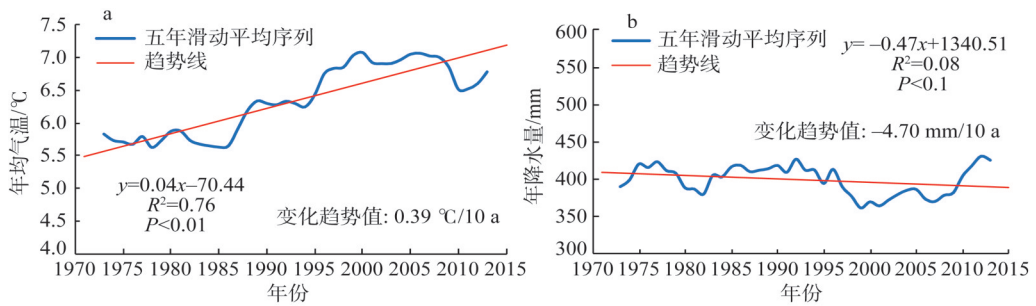 a
7.5
7.0
6.5
6.0
5.5
5.0
4.5
4.0
年均气温/℃
五年滑动平均序列
趋势线
y=0.04x–70.44
R²=0.76
P<0.01
变化趋势值: 0.39 ℃/10 a
1970 1975 1980 1985 1990 1995 2000 2005 2010 2015
年份
b
600
550
500
450
400
350
300
年降水量/mm
五年滑动平均序列
趋势线
y= –0.47x+1340.51
R²=0.08
P<0.1
变化趋势值: –4.70 mm/10 a
1970 1975 1980 1985 1990 1995 2000 2005 2010 2015
年份